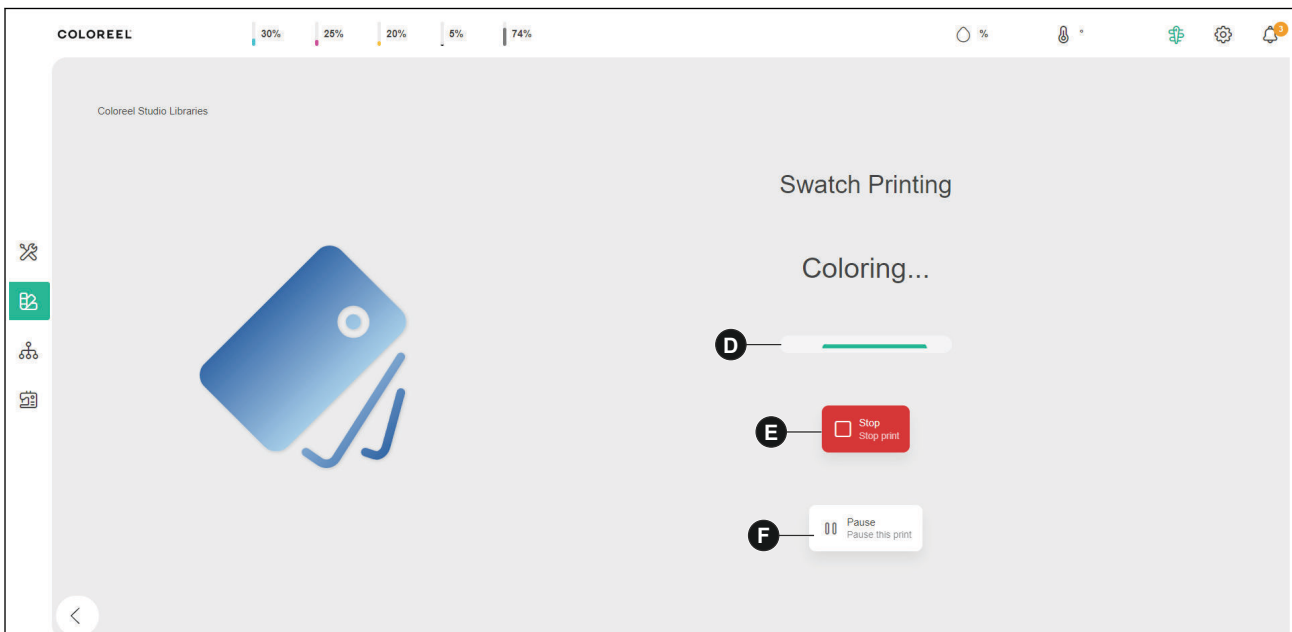 COLOREEL 30% 25% 20% 5% 74% % ° 3
Coloreel Studio Libraries
Swatch Printing
Coloring...
D
E Stop
Stop print
F Pause
Pause this print